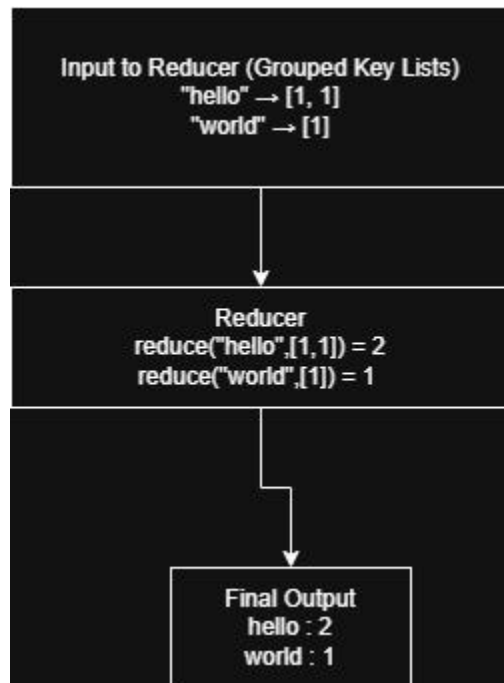 Input to Reducer (Grouped Key Lists)
"hello" → [1, 1]
"world" → [1]
Reducer
reduce("hello",[1,1]) = 2
reduce("world",[1]) = 1
Final Output
hello : 2
world : 1